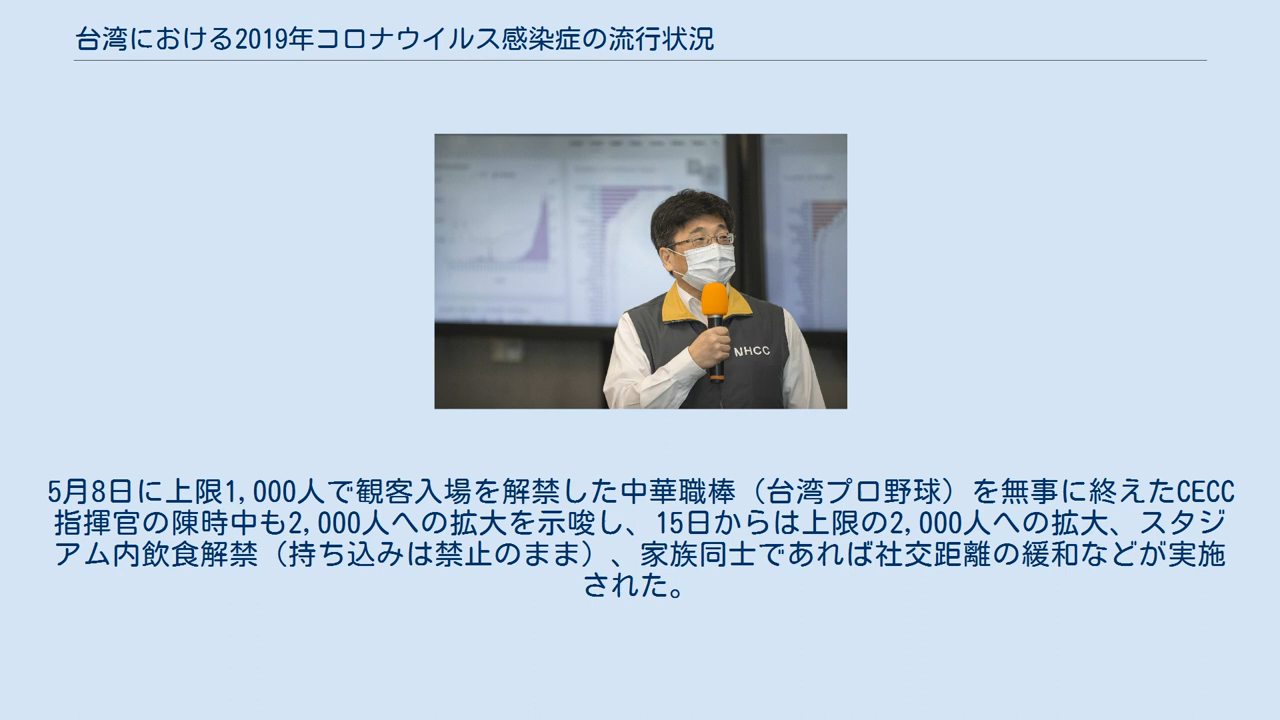 台湾における2019年コロナウイルス感染症の流行状況
NHCC
5月8日に上限1,000人で観客入場を解禁した中華職棒（台湾プロ野球）を無事に終えたCECC
指揮官の陳時中も2,000人への拡大を示唆し、15日からは上限の2,000人への拡大、スタジ
アム内飲食解禁（持ち込みは禁止のまま）、家族同士であれば社交距離の緩和などが実施
された。